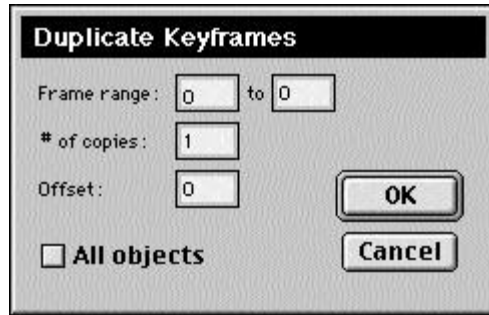 Duplicate Keyframes
Frame range: 0 to 0
# of copies: 1
Offset: 0
OK
All objects
Cancel